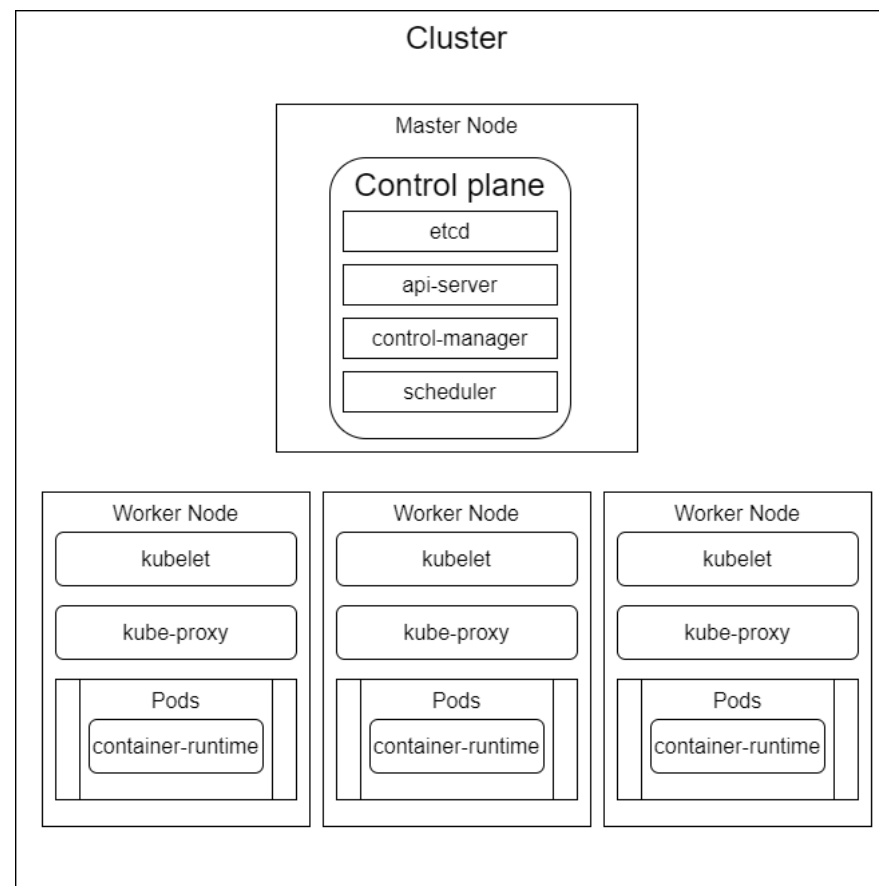 Cluster
Master Node
Control plane
etcd
api-server
control-manager
scheduler
Worker Node
kubelet
kube-proxy
Pods
container-runtime
Worker Node
kubelet
kube-proxy
Pods
container-runtime
Worker Node
kubelet
kube-proxy
Pods
container-runtime